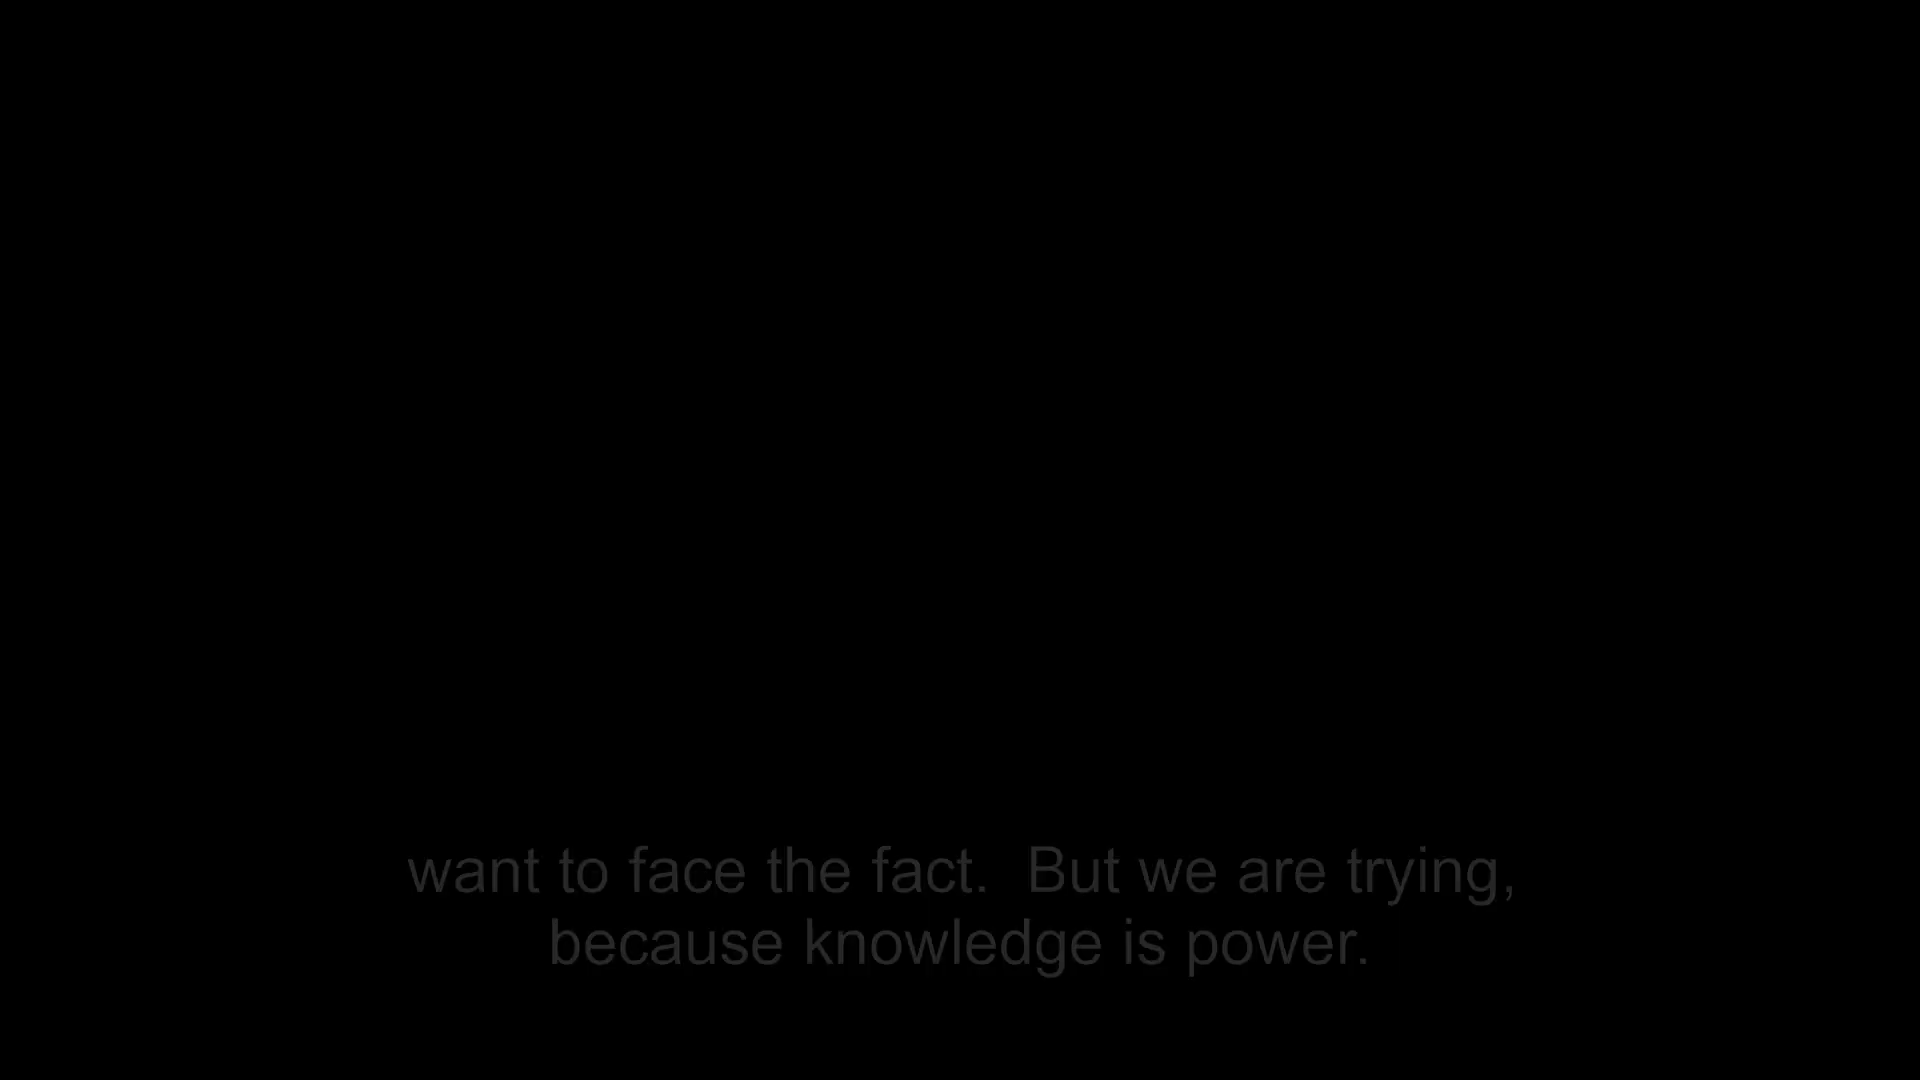 want to face the fact.  But we are trying,
because knowledge is power.